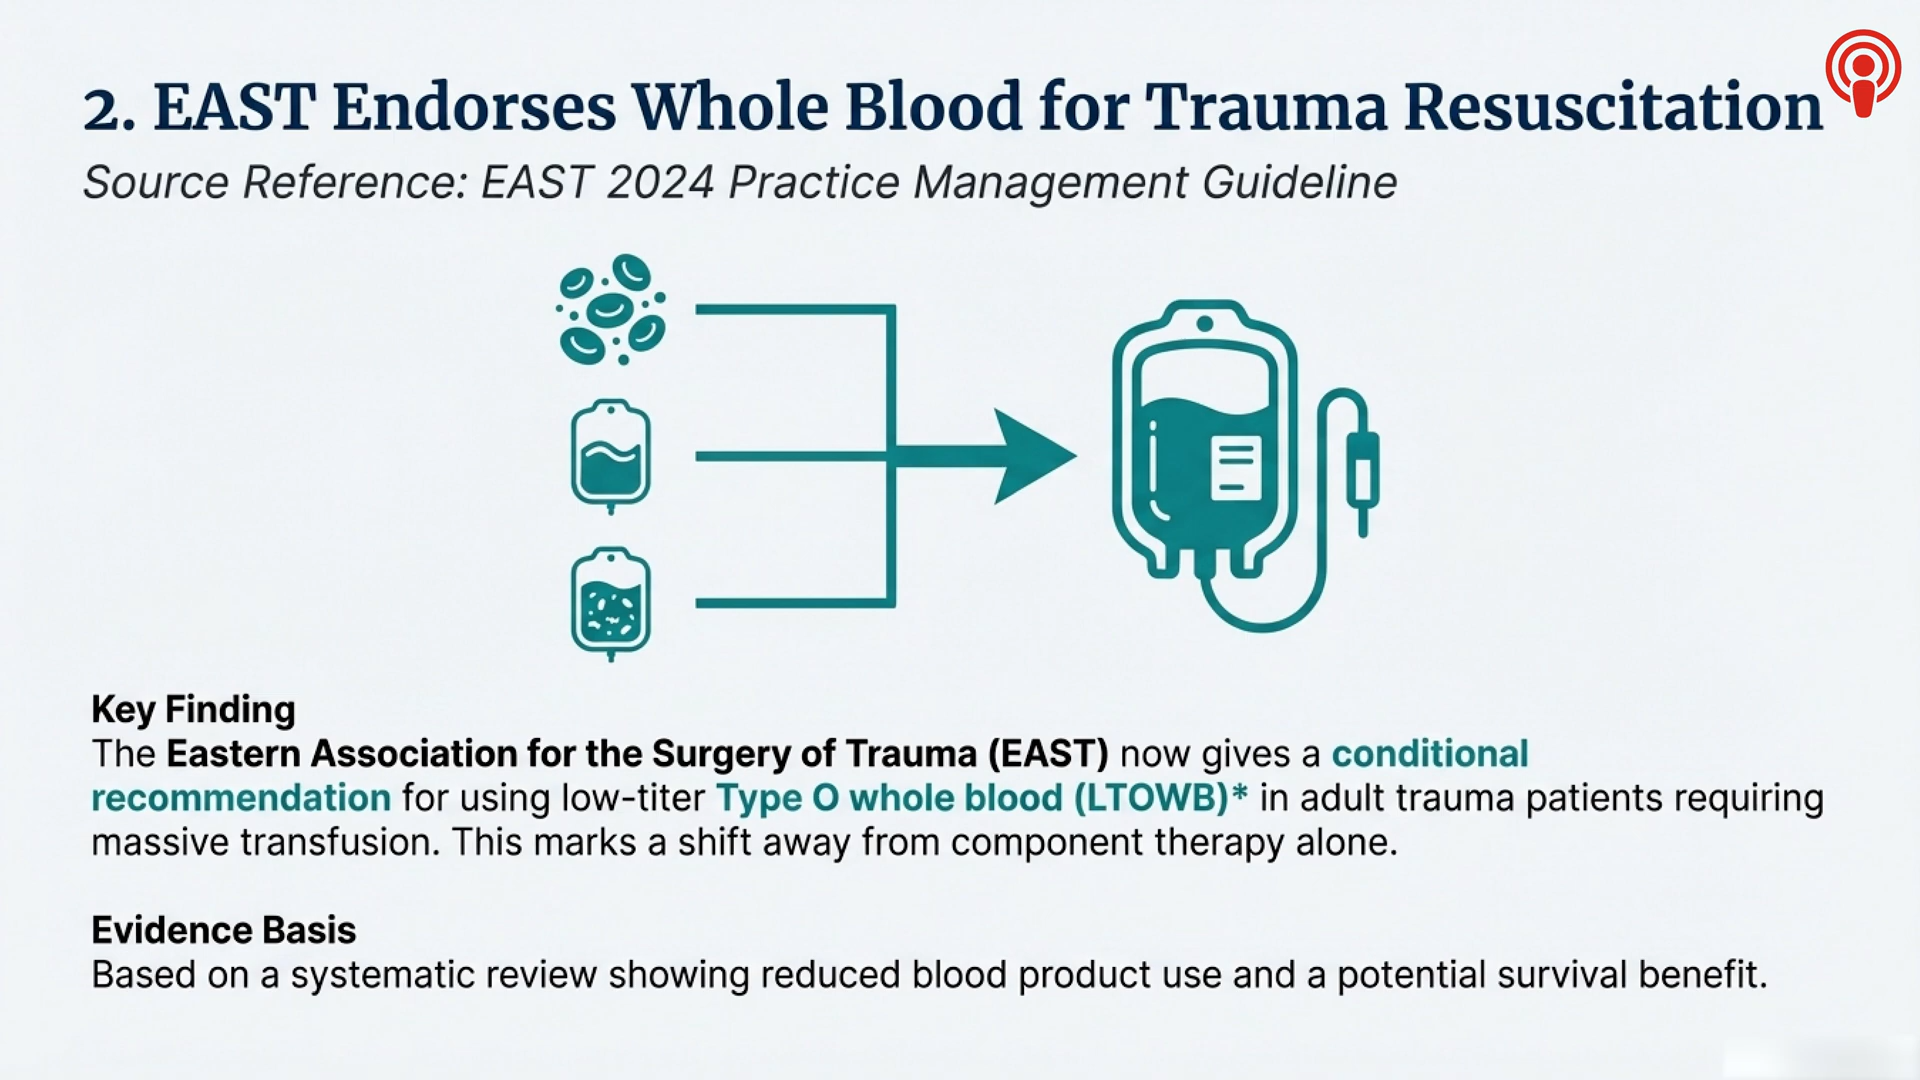 2. EAST Endorses Whole Blood for Trauma Resuscitation
Source Reference: EAST 2024 Practice Management Guideline
Key Finding
The Eastern Association for the Surgery of Trauma (EAST) now gives a conditional
recommendation for using low-titer Type O whole blood (LTOWB)* in adult trauma patients requiring
massive transfusion. This marks a shift away from component therapy alone.
Evidence Basis
Based on a systematic review showing reduced blood product use and a potential survival benefit.